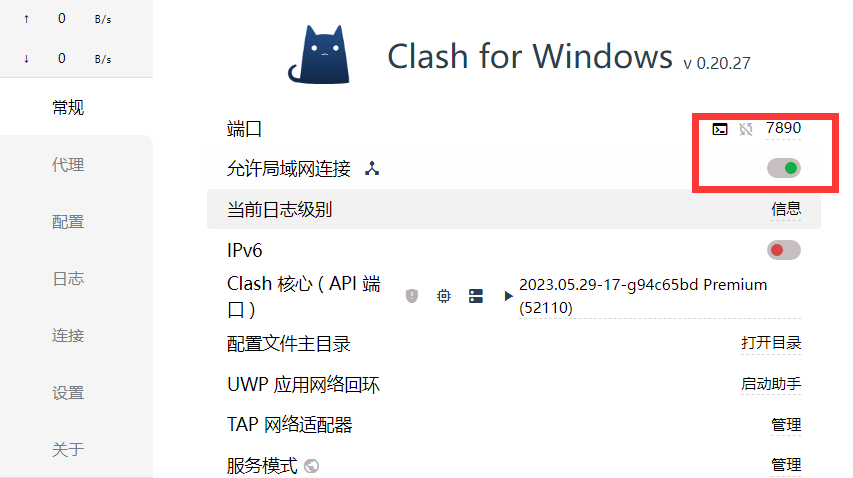 ↑ 0 B/s
↓ 0 B/s
常规
代理
配置
日志
连接
设置
关于
Clash for Windows v 0.20.27
端口 7890
允许局域网连接
当前日志级别 信息
IPv6
Clash 核心 ( API 端
口 )
2023.05.29-17-g94c65bd Premium
(52110)
配置文件主目录 打开目录
UWP 应用网络回环 启动助手
TAP 网络适配器 管理
服务模式 管理